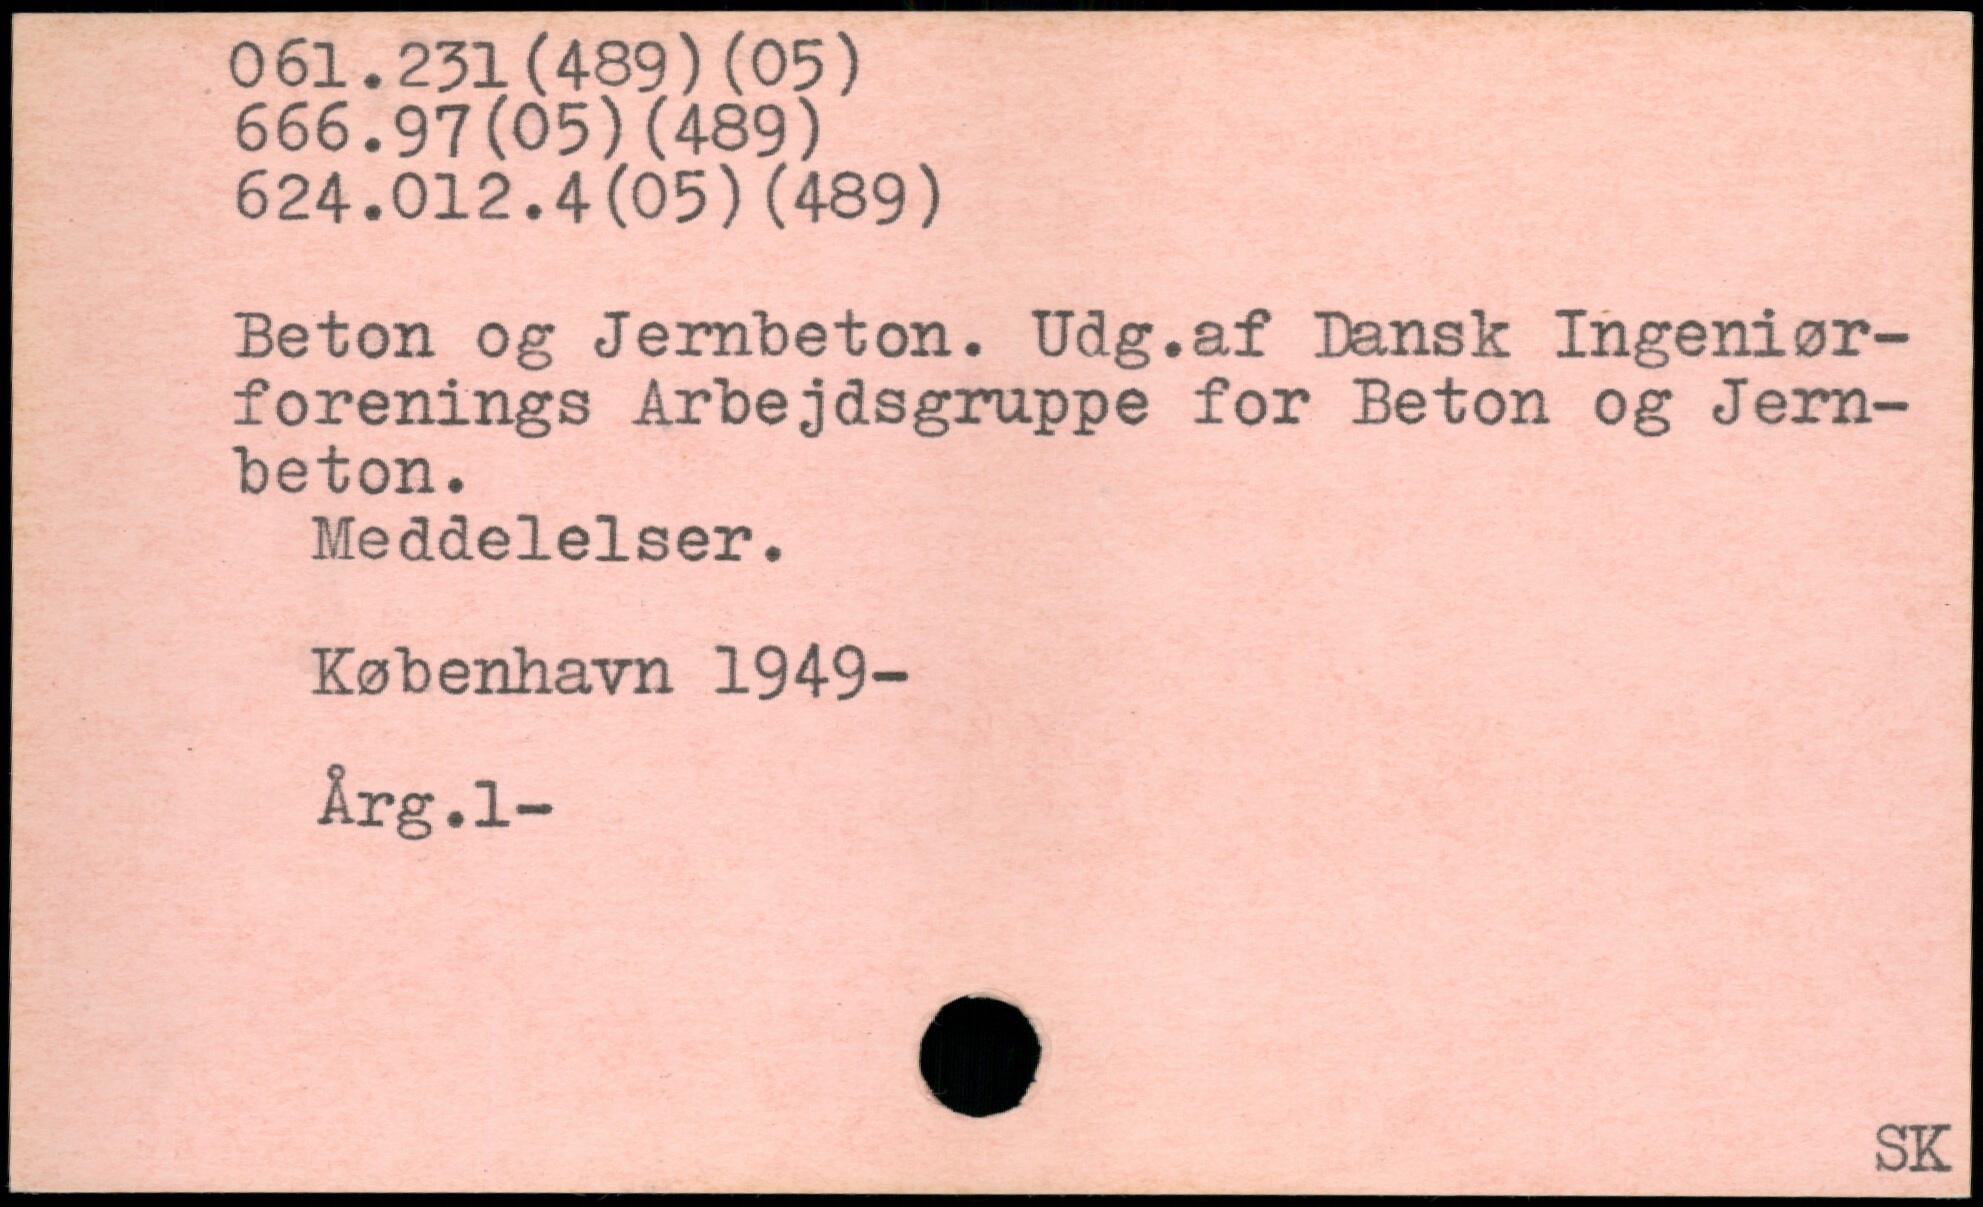 061.231(489)(05)
666.97(05)(489)
624.012.4(05)(489)
Beton og Jernbeton. Udg.af Dansk Ingeniør-
forenings Arbejdsgruppe for Beton og Jern-
beton.
Meddelelser.
København 1949-
Årg.1-
SK